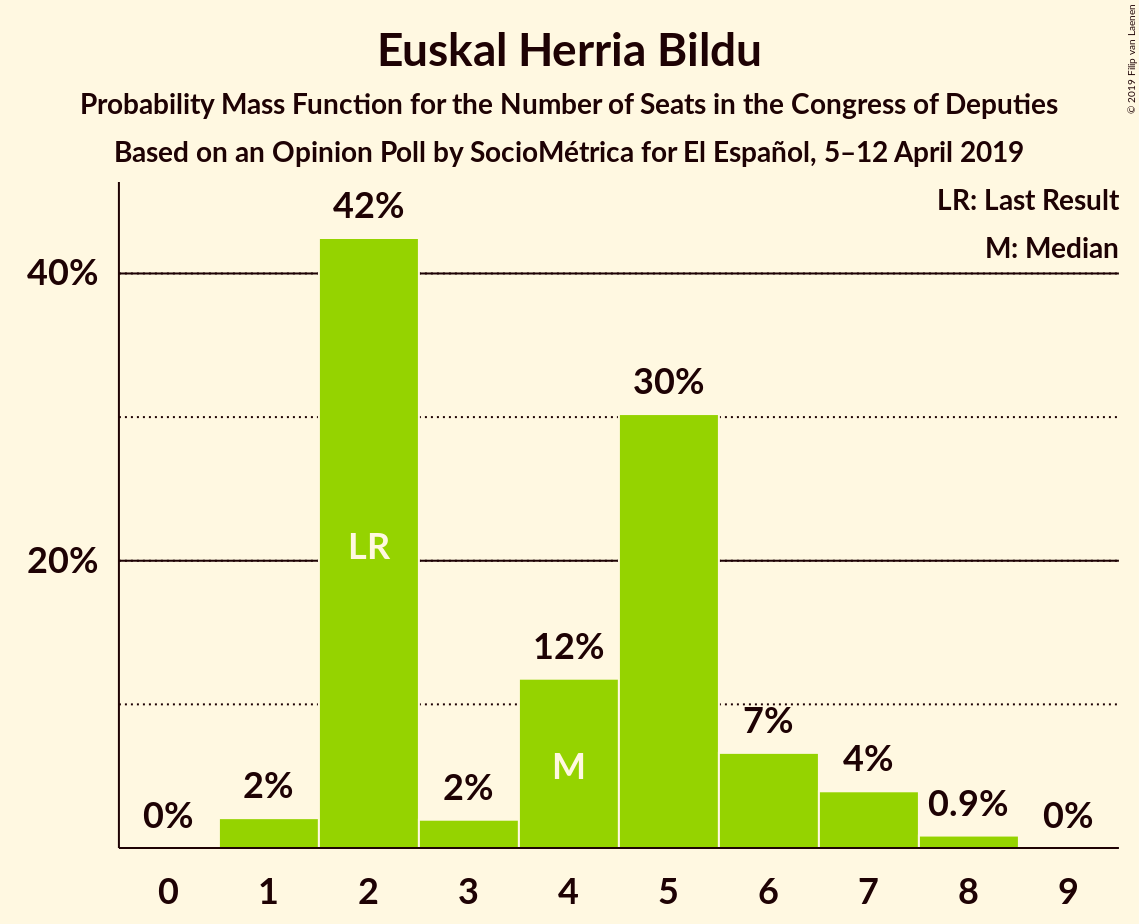 Euskal Herria Bildu
Probability Mass Function for the Number of Seats in the Congress of Deputies
Based on an Opinion Poll by SocioMétrica for El Español, 5–12 April 2019
© 2019 Filip van Laenen
LR: Last Result
M: Median
40%
20%
0%
2%
42%
2%
12%
30%
7%
4%
0.9%
0%
LR
M
0 1 2 3 4 5 6 7 8 9